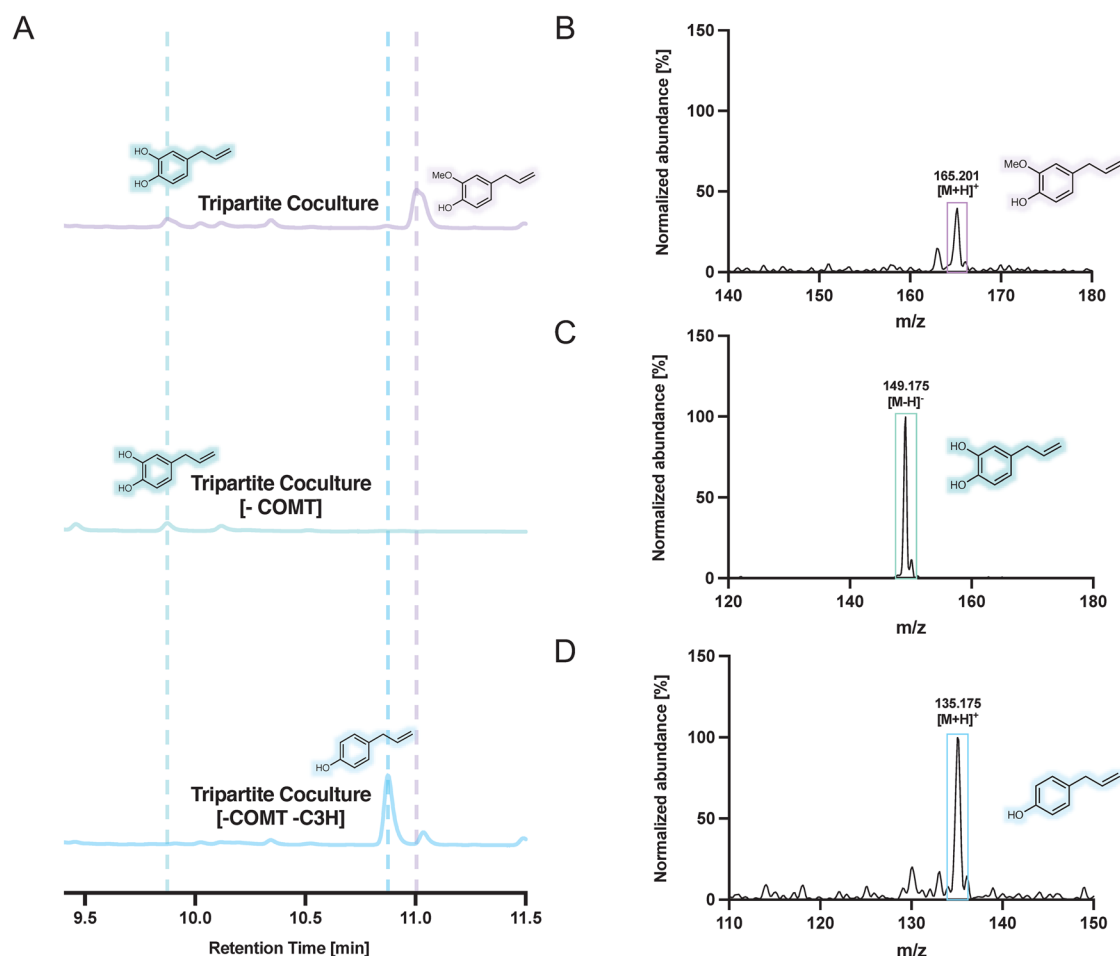 A
HO
HO
Tripartite Coculture
MeO
HO
HO
HO
Tripartite Coculture
[- COMT]
HO
Tripartite Coculture
[-COMT -C3H]
9.5 10.0 10.5 11.0 11.5
Retention Time [min]
B
Normalized abundance [%]
150
100
50
0
165.201
[M+H]+
MeO
HO
140 150 160 170 180
m/z
C
Normalized abundance [%]
150
100
50
0
149.175
[M-H]-
HO
HO
120 140 160 180
m/z
D
Normalized abundance [%]
150
100
50
0
135.175
[M+H]+
HO
110 120 130 140 150
m/z